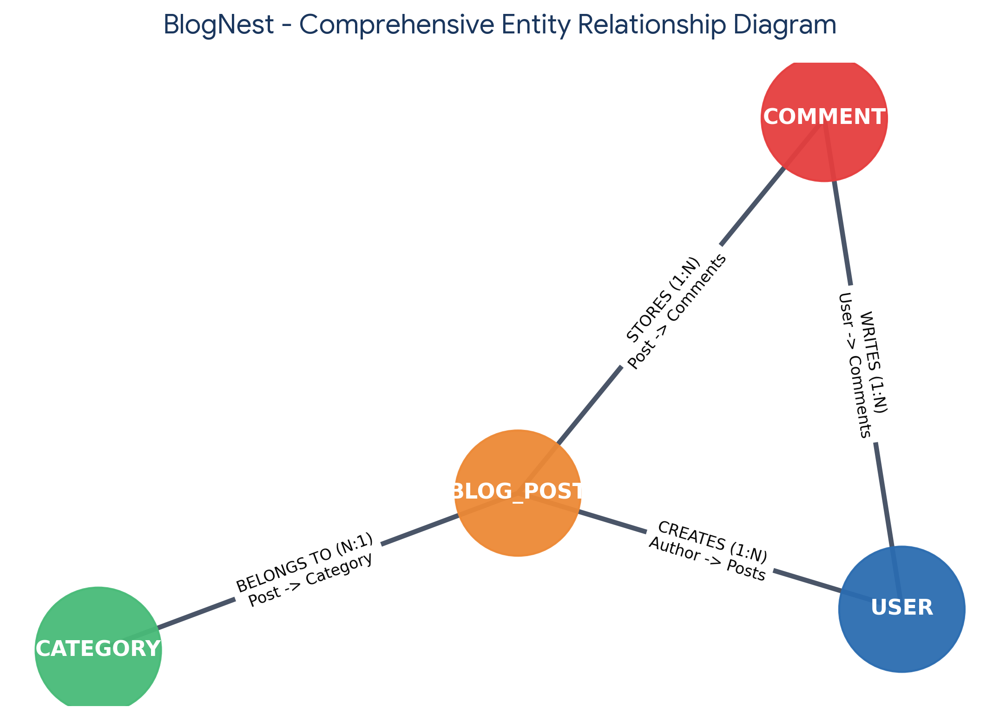 BlogNest - Comprehensive Entity Relationship Diagram
COMMENT
STORES (1:N)
Post -> Comments
WRITES (1:N)
User -> Comments
BLOG_POST
CREATES (1:N)
Author -> Posts
BELONGS TO (N:1)
Post -> Category
USER
CATEGORY